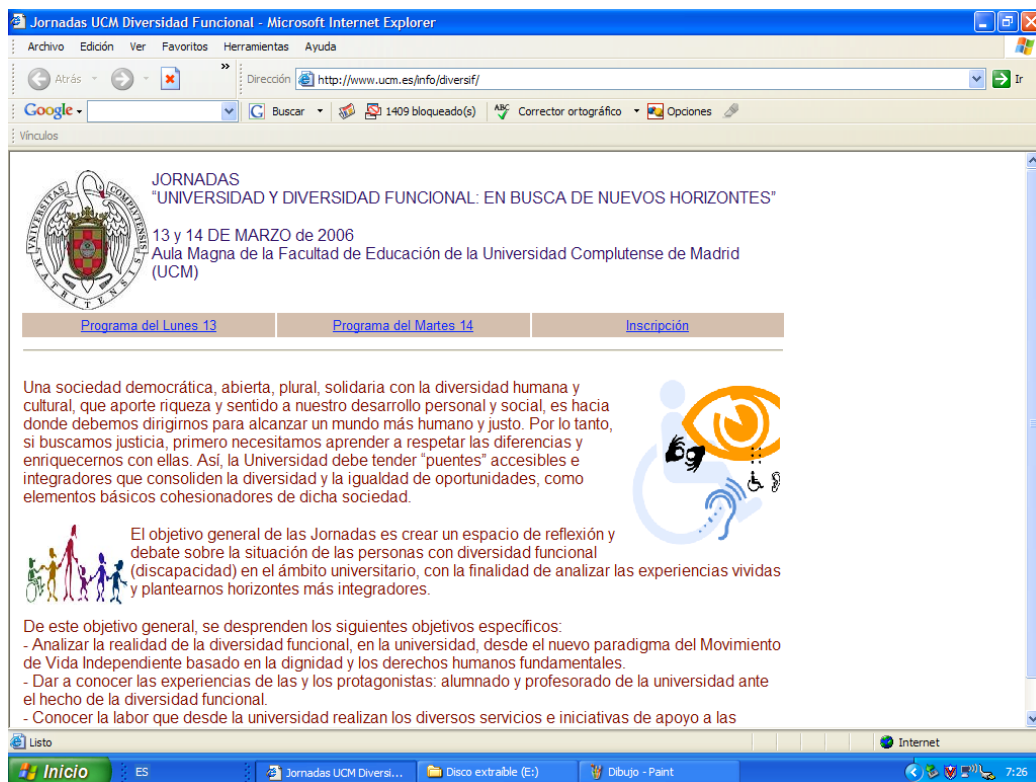 Jornadas UCM Diversidad Funcional - Microsoft Internet Explorer
Archivo Edición Ver Favoritos Herramientas Ayuda
Atrás » Dirección http://www.ucm.es/info/diversif/ Ir
Google Buscar 1409 bloqueado(s) ABC Corrector ortográfico Opciones
Vínculos
JORNADAS
"UNIVERSIDAD Y DIVERSIDAD FUNCIONAL: EN BUSCA DE NUEVOS HORIZONTES"
13 y 14 DE MARZO de 2006
Aula Magna de la Facultad de Educación de la Universidad Complutense de Madrid
(UCM)
UNIVERSITAS COMPLUTENSIS
MATRITENSIS
Programa del Lunes 13 Programa del Martes 14 Inscripción
Una sociedad democrática, abierta, plural, solidaria con la diversidad humana y
cultural, que aporte riqueza y sentido a nuestro desarrollo personal y social, es hacia
donde debemos dirigirnos para alcanzar un mundo más humano y justo. Por lo tanto,
si buscamos justicia, primero necesitamos aprender a respetar las diferencias y
enriquecernos con ellas. Así, la Universidad debe tender "puentes" accesibles e
integradores que consoliden la diversidad y la igualdad de oportunidades, como
elementos básicos cohesionadores de dicha sociedad.
El objetivo general de las Jornadas es crear un espacio de reflexión y
debate sobre la situación de las personas con diversidad funcional
(discapacidad) en el ámbito universitario, con la finalidad de analizar las experiencias vividas
y plantearnos horizontes más integradores.
De este objetivo general, se desprenden los siguientes objetivos específicos:
- Analizar la realidad de la diversidad funcional, en la universidad, desde el nuevo paradigma del Movimiento
de Vida Independiente basado en la dignidad y los derechos humanos fundamentales.
- Dar a conocer las experiencias de las y los protagonistas: alumnado y profesorado de la universidad ante
el hecho de la diversidad funcional.
- Conocer la labor que desde la universidad realizan los diversos servicios e iniciativas de apoyo a las
Listo Internet
Inicio ES Jornadas UCM Diversi... Disco extraíble (E:) Dibujo - Paint 7:26